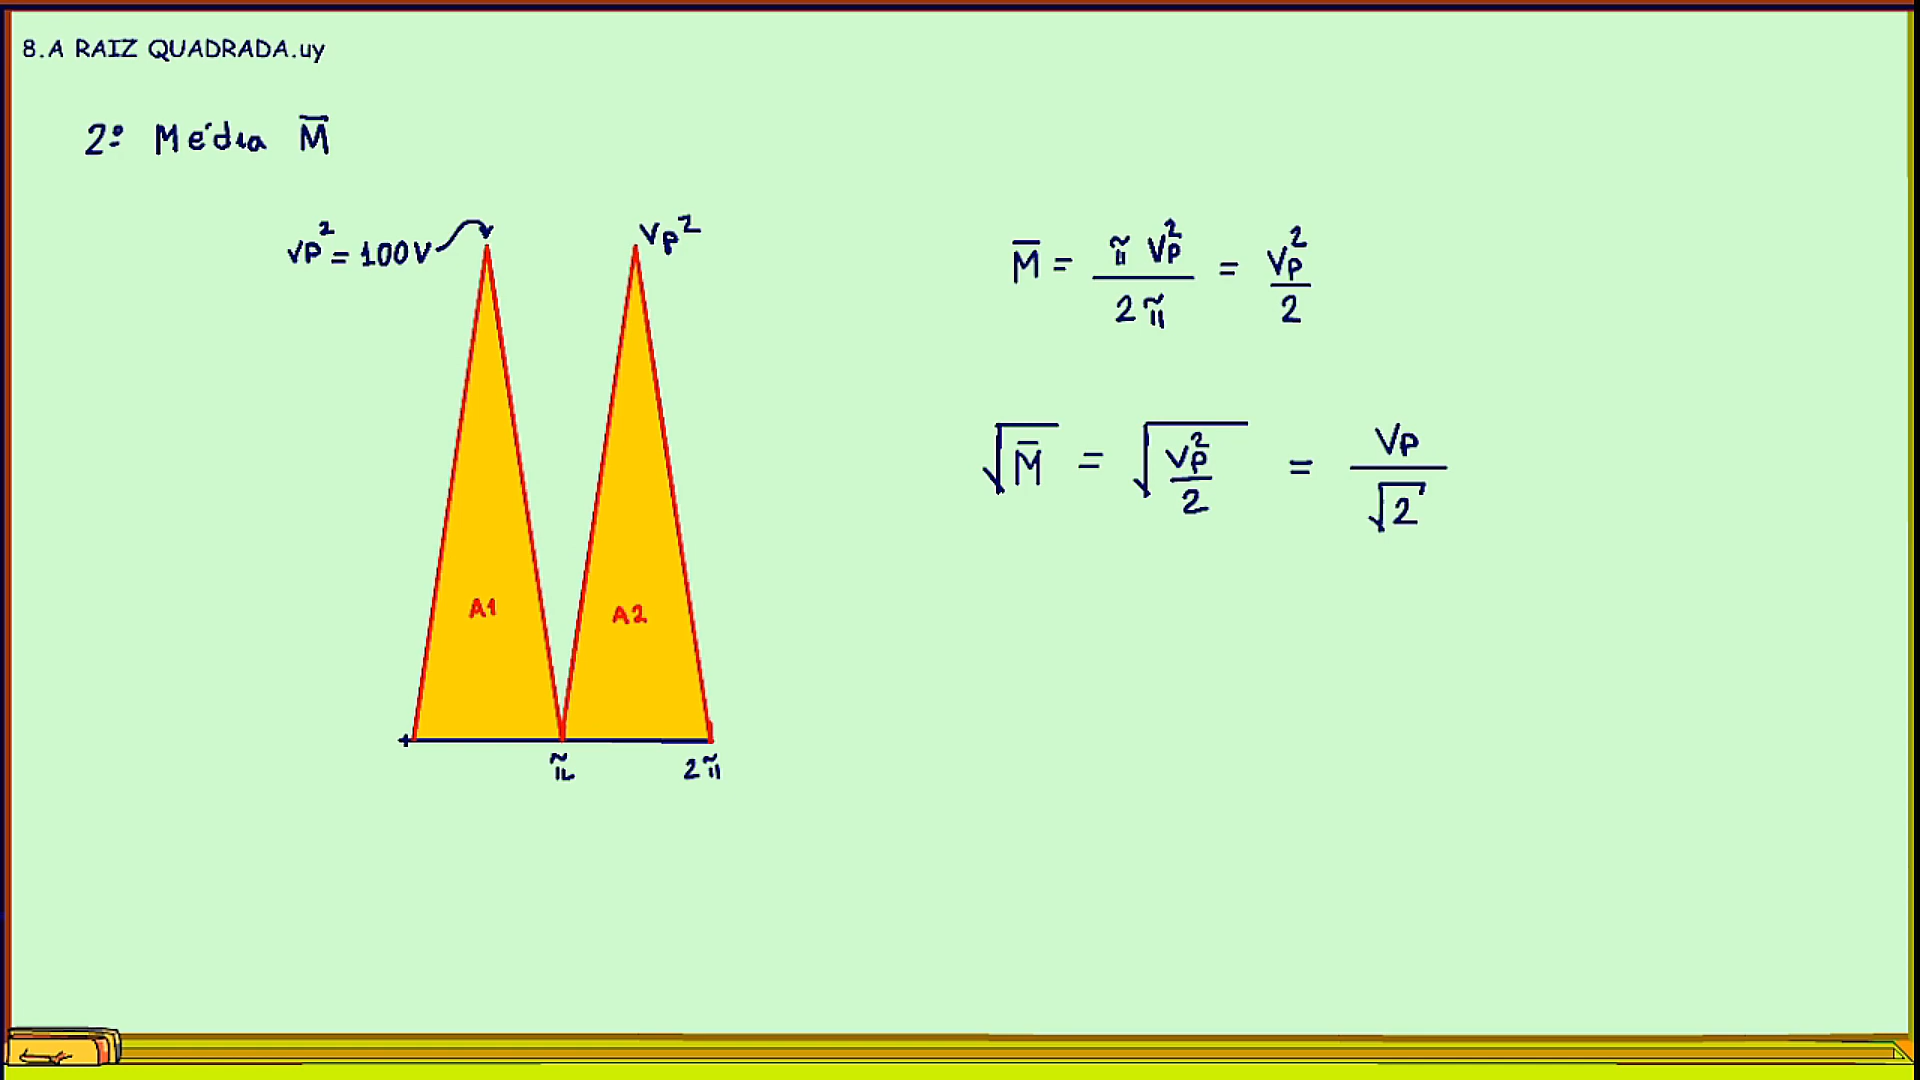 8.A RAIZ QUADRADA.uy
2º Média M̅
VP² = 100V
Vp²
A1
A2
π
2π
M̅ = π Vp² / 2π = Vp² / 2
√M̅ = √(Vp² / 2) = Vp / √2